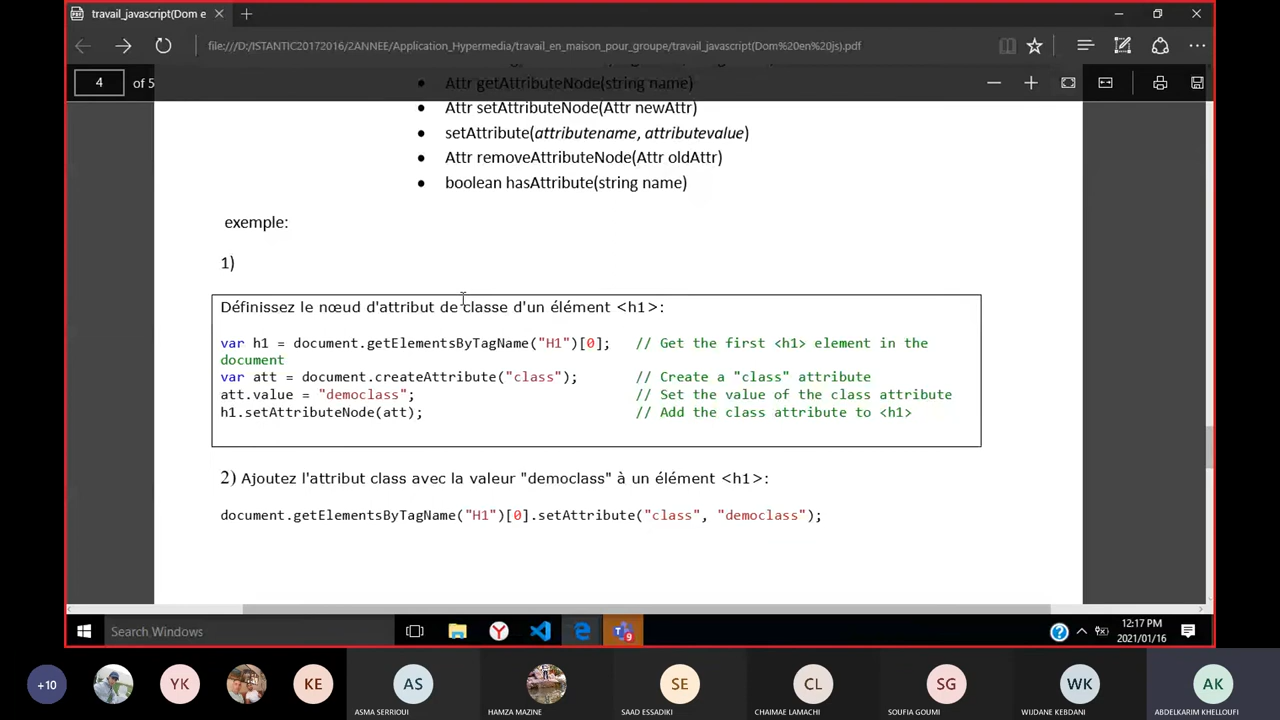 travail_javascript(Dom e
file:///D:/ISTANTIC20172016/2ANNEE/Application_Hypermedia/travail_en_maison_pour_groupe/travail_javascript(Dom%20en%20js).pdf
4 of 5
• Attr getAttributeNode(string name)
• Attr setAttributeNode(Attr newAttr)
• setAttribute(attributename, attributevalue)
• Attr removeAttributeNode(Attr oldAttr)
• boolean hasAttribute(string name)
exemple:
1)
Définissez le nœud d'attribut de classe d'un élément <h1>:
var h1 = document.getElementsByTagName("H1")[0]; // Get the first <h1> element in the
document
var att = document.createAttribute("class"); // Create a "class" attribute
att.value = "democlass"; // Set the value of the class attribute
h1.setAttributeNode(att); // Add the class attribute to <h1>
2) Ajoutez l'attribut class avec la valeur "democlass" à un élément <h1>:
document.getElementsByTagName("H1")[0].setAttribute("class", "democlass");
Search Windows
9
12:17 PM
2021/01/16
+10 YK KE AS SE CL SG WK AK
ASMA SERRIOUI HAMZA MAZINE SAAD ESSADIKI CHAIMAE LAMACHI SOUFIA GOUMI WIJDANE KEBDANI ABDELKARIM KHELLOUFI